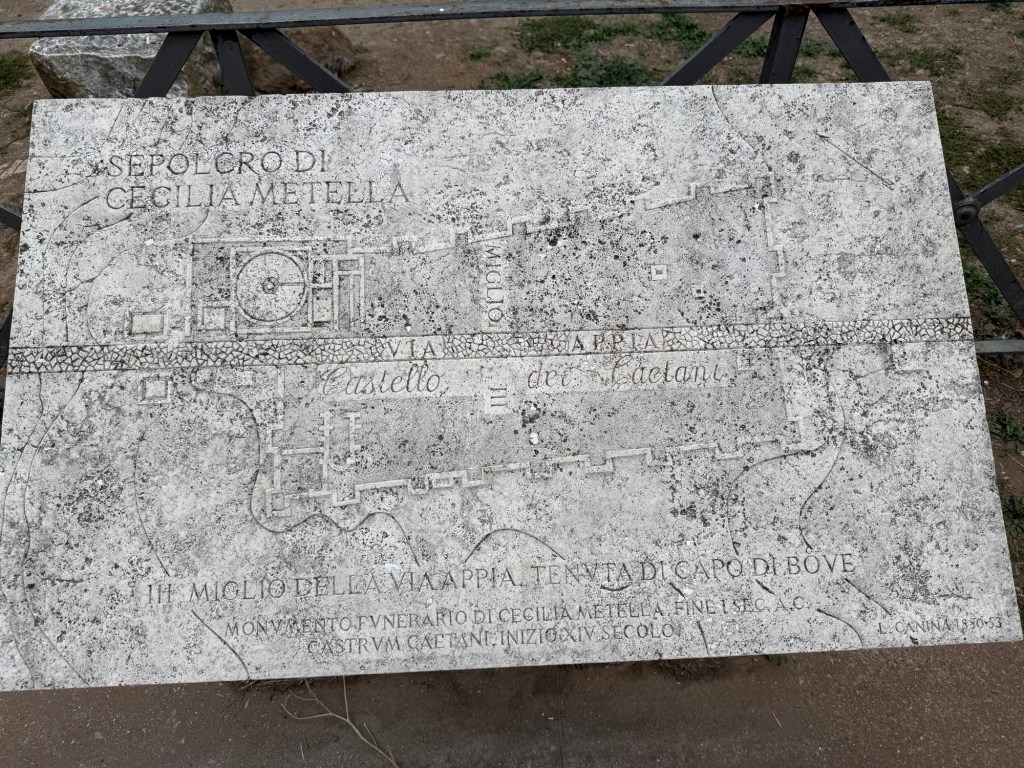 SEPOLCRO DI
CECILIA METELLA
MIGLIO
VIA APPIA
Castello dei Caetani
III
III MIGLIO DELLA VIA APPIA. TENVTA DI CAPO DI BOVE
MONVMENTO FVNERARIO DI CECILIA METELLA. FINE I SEC. A.C.
CASTRVM CAETANI. INIZIO XIV SECOLO
L. CANINA 1850-53